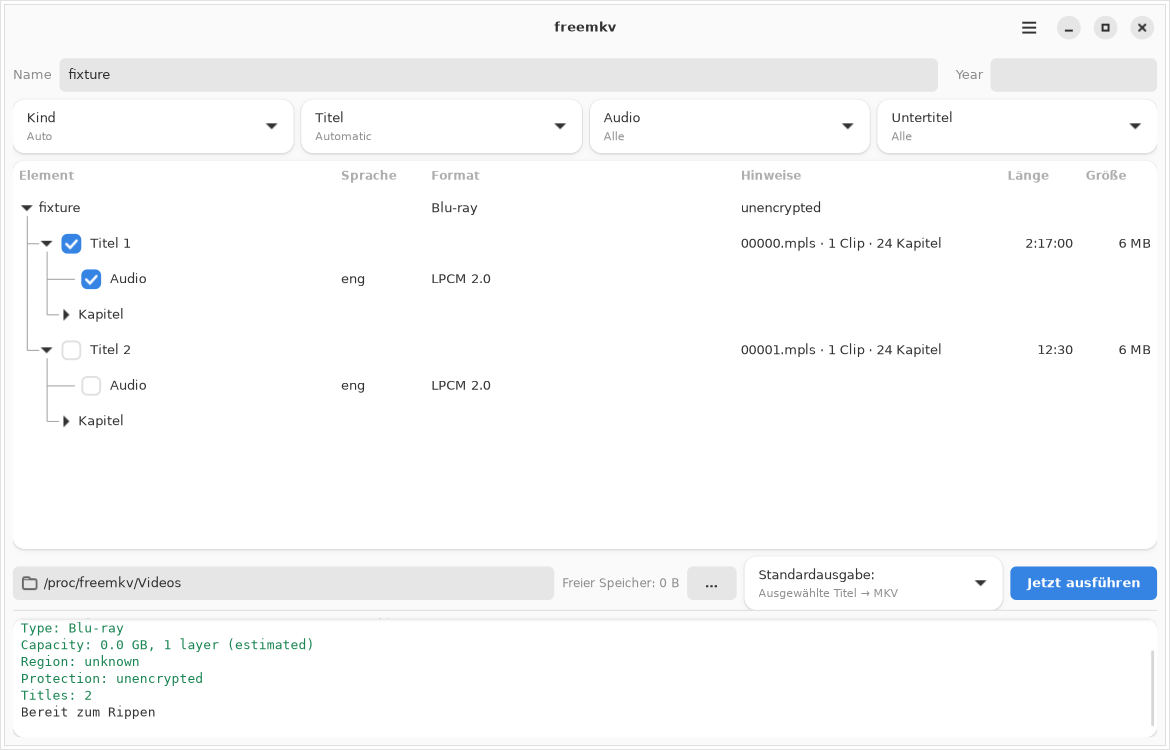 freemkv
Name fixture Year
Kind
Auto
Titel
Automatic
Audio
Alle
Untertitel
Alle
Element Sprache Format Hinweise Länge Größe
fixture Blu-ray unencrypted
Titel 1 00000.mpls · 1 Clip · 24 Kapitel 2:17:00 6 MB
Audio eng LPCM 2.0
Kapitel
Titel 2 00001.mpls · 1 Clip · 24 Kapitel 12:30 6 MB
Audio eng LPCM 2.0
Kapitel
/proc/freemkv/Videos Freier Speicher: 0 B ...
Standardausgabe:
Ausgewählte Titel → MKV
Jetzt ausführen
Type: Blu-ray
Capacity: 0.0 GB, 1 layer (estimated)
Region: unknown
Protection: unencrypted
Titles: 2
Bereit zum Rippen